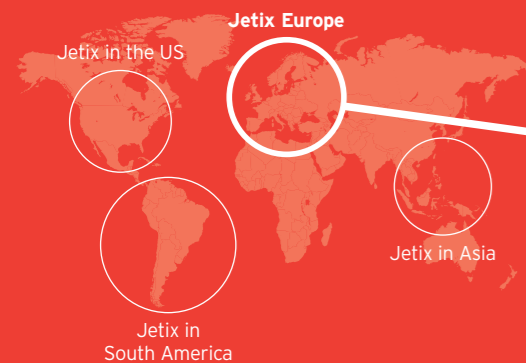 Jetix Europe
Jetix in the US
Jetix in Asia
Jetix in
South America